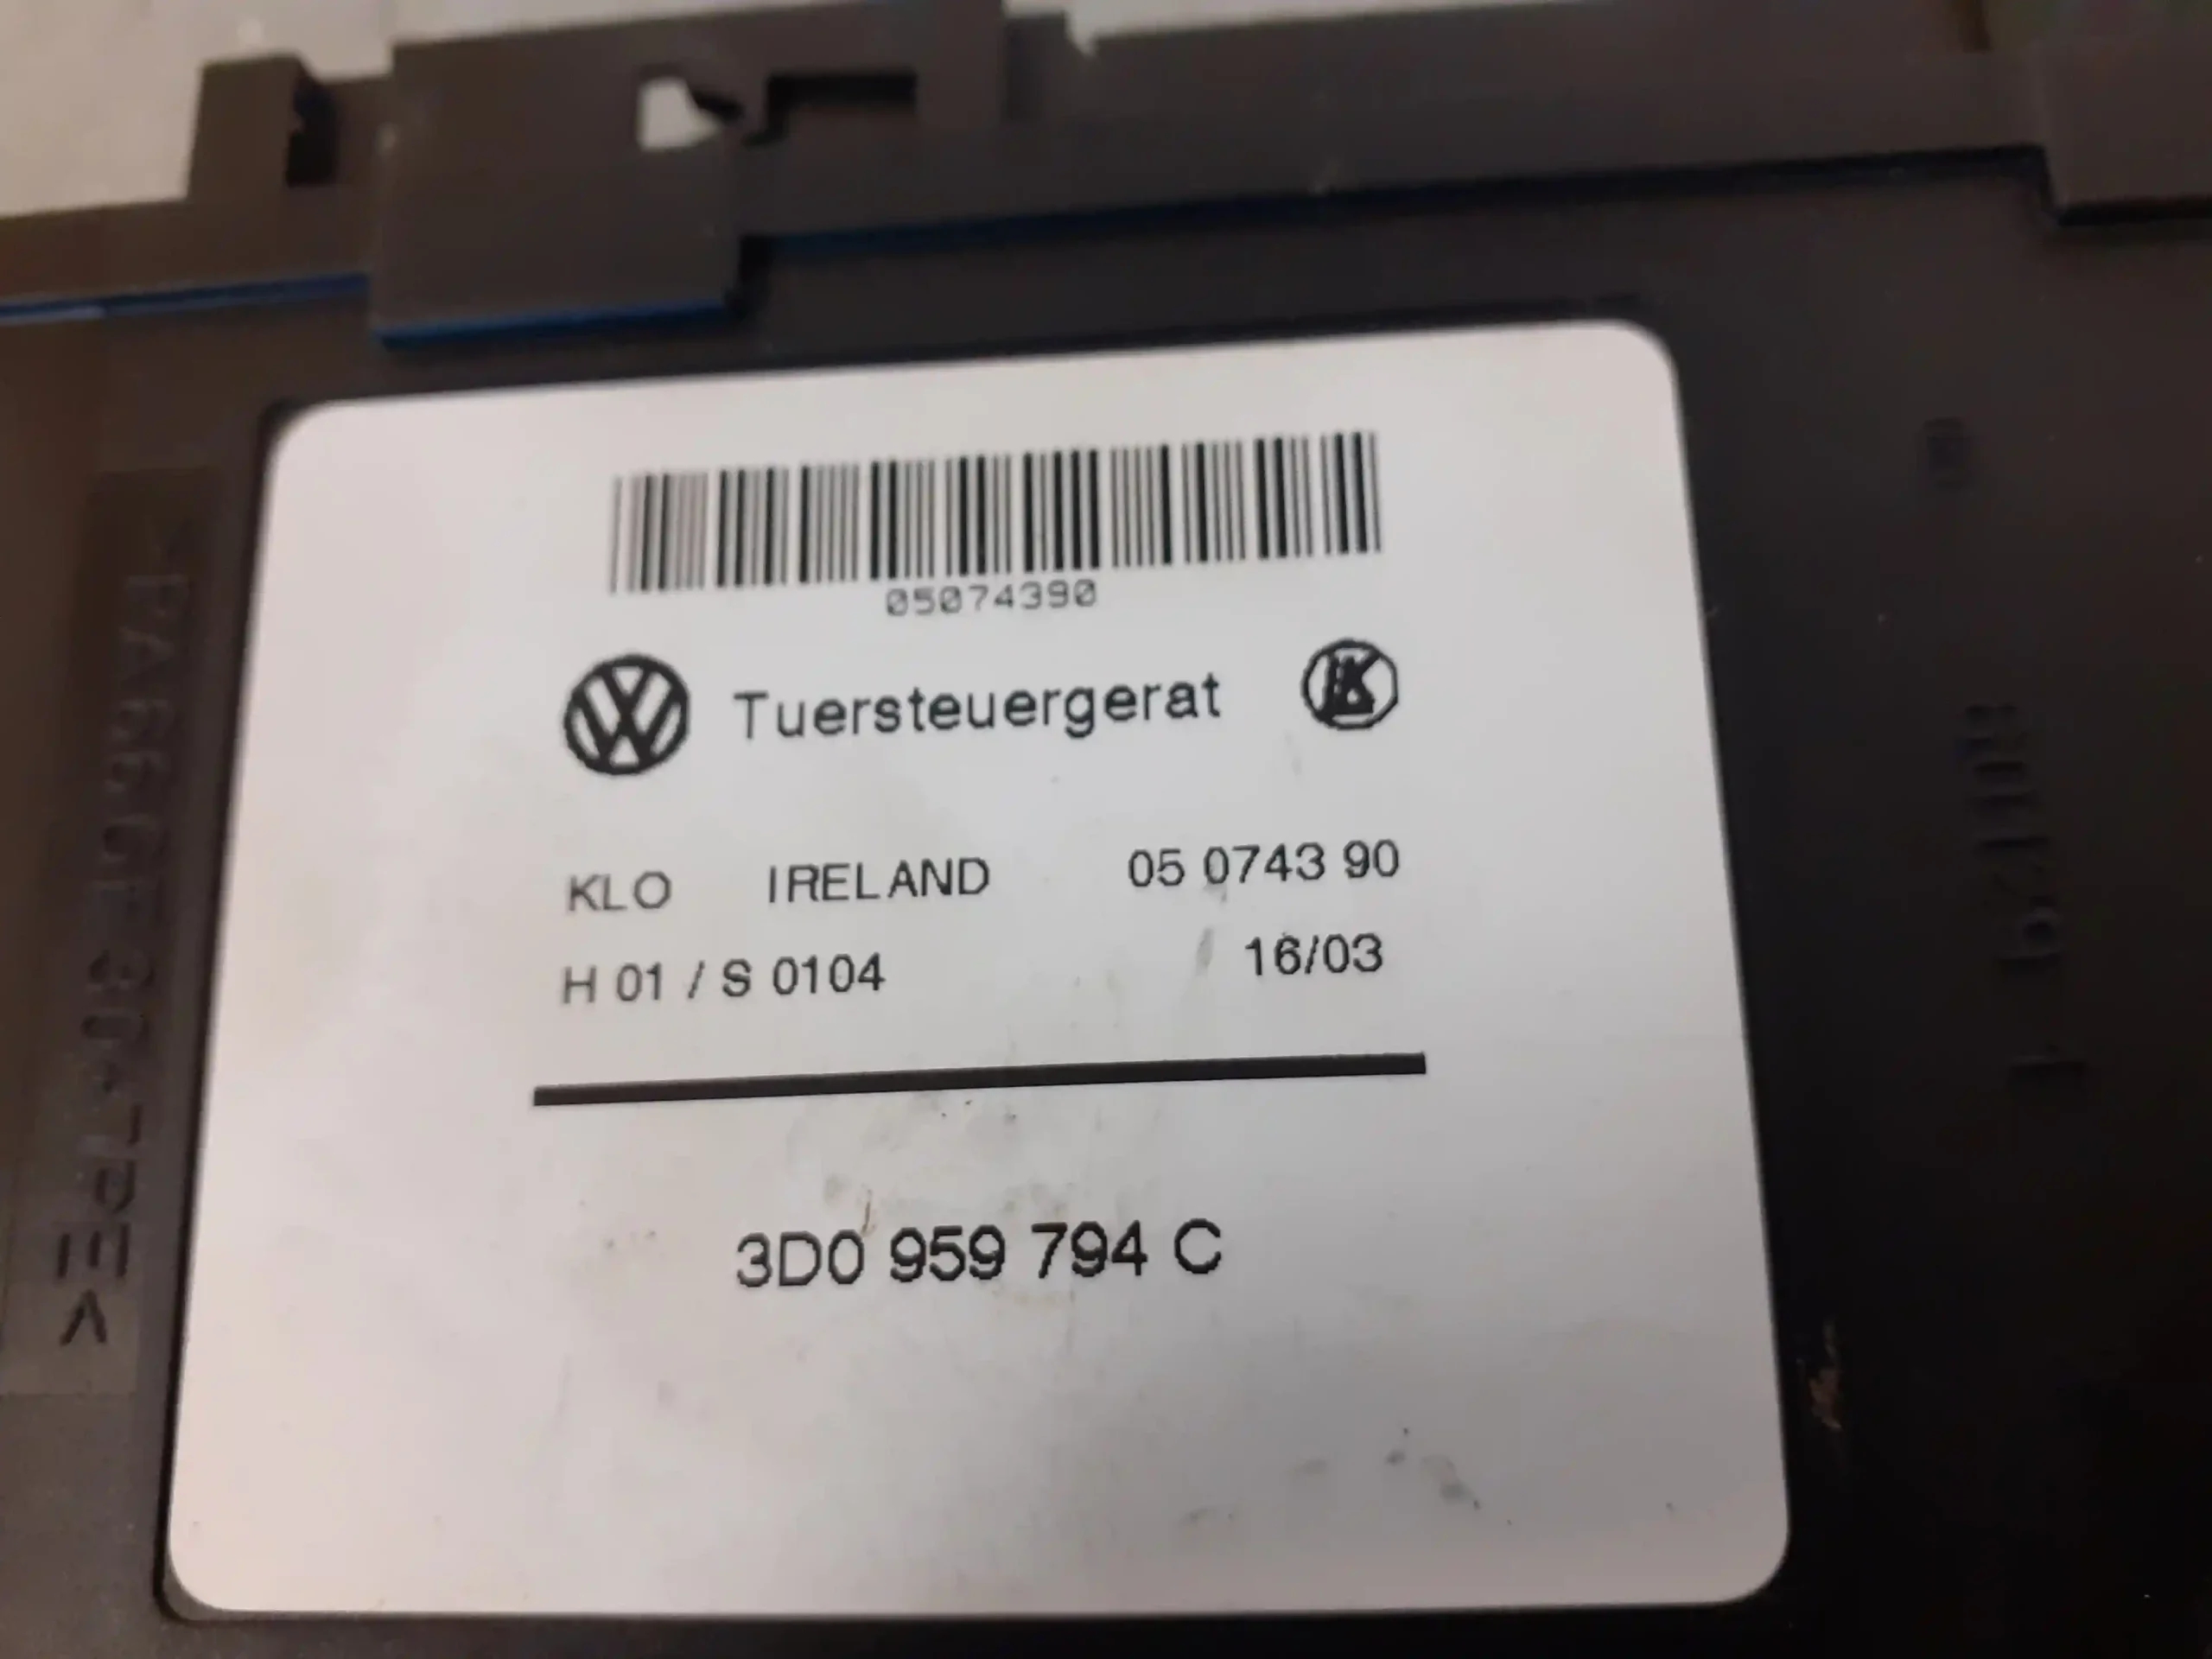 05074390
Tuersteuergerat
KLO IRELAND 05 0743 90
H 01 / S 0104 16/03
3D0 959 794 C